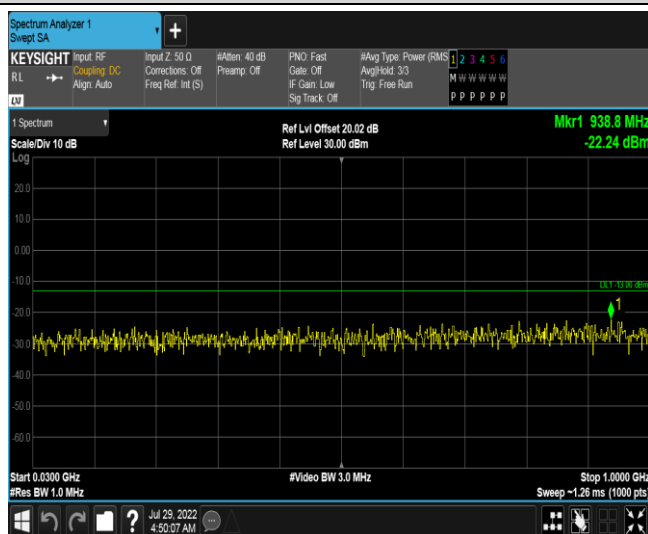 Spectrum Analyzer 1
Swept SA
+
KEYSIGHT
RL
LXI
Input: RF
Coupling: DC
Align: Auto
Input Z: 50 Ω
Corrections: Off
Freq Ref: Int (S)
#Atten: 40 dB
Preamp: Off
PNO: Fast
Gate: Off
IF Gain: Low
Sig Track: Off
#Avg Type: Power (RMS
Avg|Hold: 3/3
Trig: Free Run
1 2 3 4 5 6
M W W W W W
P P P P P P
1 Spectrum
Scale/Div 10 dB
Log
Ref Lvl Offset 20.02 dB
Ref Level 30.00 dBm
Mkr1 938.8 MHz
-22.24 dBm
20.0
10.0
0.00
-10.0
DL1 -13.00 dBm
1
-20.0
-30.0
-40.0
-50.0
-60.0
Start 0.0300 GHz
#Res BW 1.0 MHz
#Video BW 3.0 MHz
Stop 1.0000 GHz
Sweep ~1.26 ms (1000 pts)
?
Jul 29, 2022
4:50:07 AM